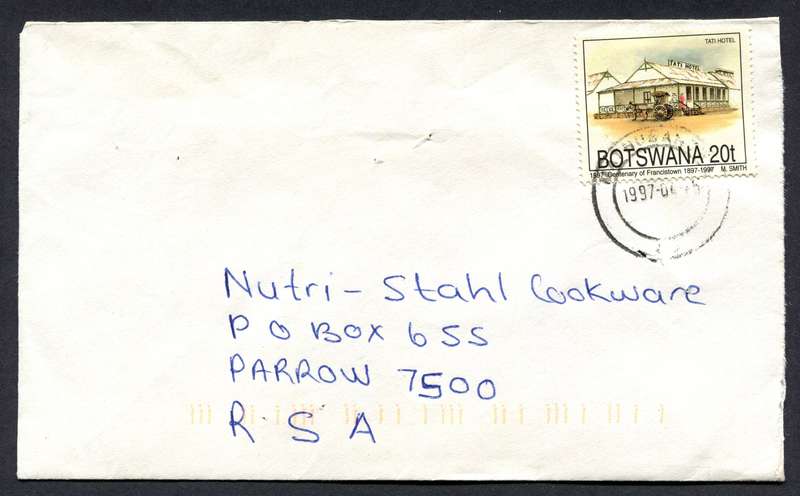 TATI HOTEL
TATI HOTEL
BOTSWANA 20t
1997 Centenary of Francistown 1897-1997 M. SMITH
Nutri-Stahl Cookware
P O BOX 655
PARROW 7500
R S A